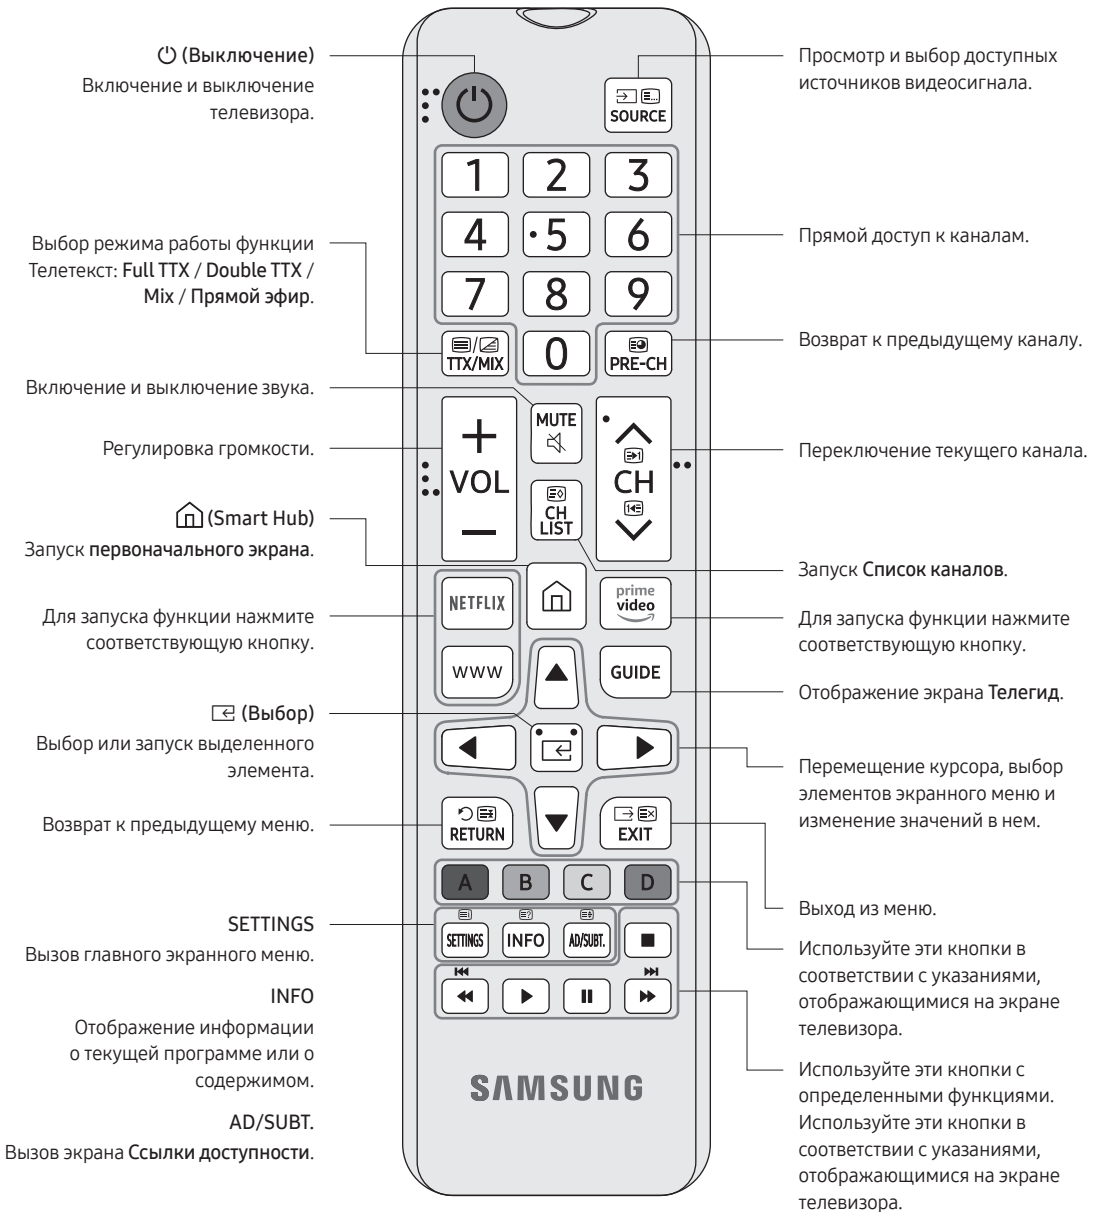 (Выключение)
Включение и выключение
телевизора.
Выбор режима работы функции
Телетекст: Full TTX / Double TTX /
Mix / Прямой эфир.
Включение и выключение звука.
Регулировка громкости.
(Smart Hub)
Запуск первоначального экрана.
Для запуска функции нажмите
соответствующую кнопку.
(Выбор)
Выбор или запуск выделенного
элемента.
Возврат к предыдущему меню.
SETTINGS
Вызов главного экранного меню.
INFO
Отображение информации
о текущей программе или о
содержимом.
AD/SUBT.
Вызов экрана Ссылки доступности.
SOURCE
1 2 3
4 5 6
7 8 9
TTX/MIX 0 PRE-CH
MUTE
VOL
CH
CH
LIST
NETFLIX
prime
video
www
GUIDE
RETURN
EXIT
A B C D
SETTINGS INFO AD/SUBT.
SAMSUNG
Просмотр и выбор доступных
источников видеосигнала.
Прямой доступ к каналам.
Возврат к предыдущему каналу.
Переключение текущего канала.
Запуск Список каналов.
Для запуска функции нажмите
соответствующую кнопку.
Отображение экрана Телегид.
Перемещение курсора, выбор
элементов экранного меню и
изменение значений в нем.
Выход из меню.
Используйте эти кнопки в
соответствии с указаниями,
отображающимися на экране
телевизора.
Используйте эти кнопки с
определенными функциями.
Используйте эти кнопки в
соответствии с указаниями,
отображающимися на экране
телевизора.